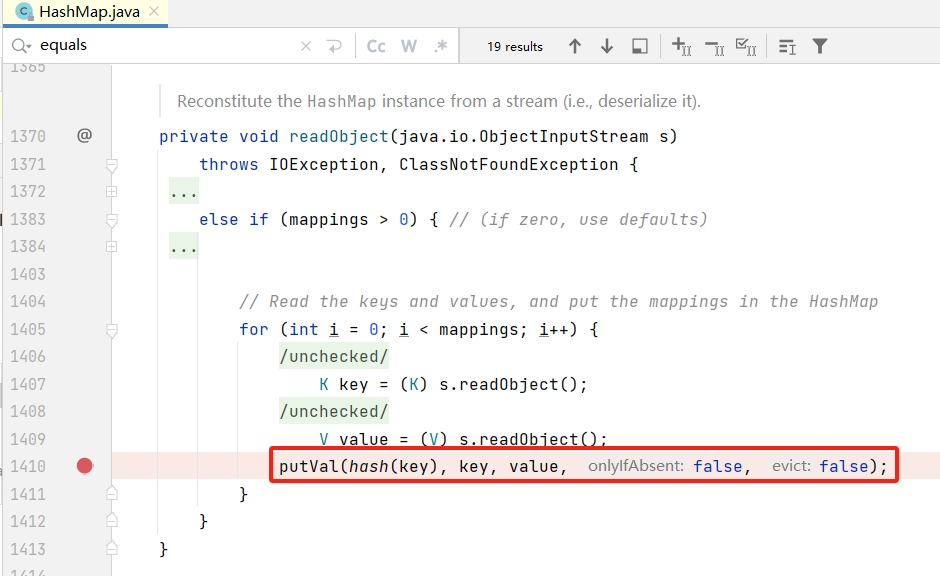 HashMap.java
equals
Cc W .* 19 results
1365
Reconstitute the HashMap instance from a stream (i.e., deserialize it).
1370 @ private void readObject(java.io.ObjectInputStream s)
1371 throws IOException, ClassNotFoundException {
1372 ...
1383 else if (mappings > 0) { // (if zero, use defaults)
1384 ...
1403
1404 // Read the keys and values, and put the mappings in the HashMap
1405 for (int i = 0; i < mappings; i++) {
1406 /unchecked/
1407 K key = (K) s.readObject();
1408 /unchecked/
1409 V value = (V) s.readObject();
1410 putVal(hash(key), key, value, onlyIfAbsent: false, evict: false);
1411 }
1412 }
1413 }
1414